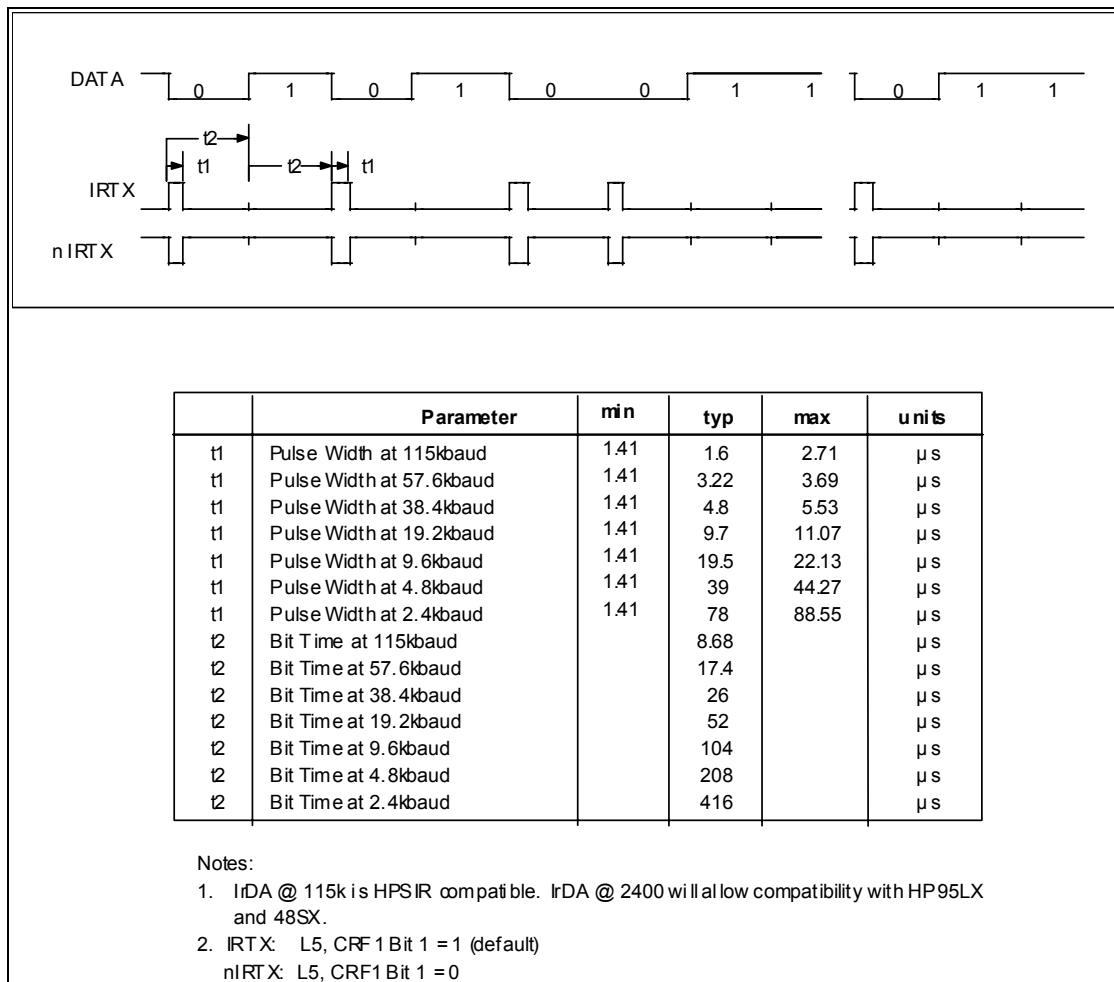 DATA 0 1 0 1 0 0 1 1 0 1 1
t2
t1 t2 t1
IRTX
nIRTX
Parameter min typ max units
t1 Pulse Width at 115kbaud 1.41 1.6 2.71 µs
t1 Pulse Width at 57.6kbaud 1.41 3.22 3.69 µs
t1 Pulse Width at 38.4kbaud 1.41 4.8 5.53 µs
t1 Pulse Width at 19.2kbaud 1.41 9.7 11.07 µs
t1 Pulse Width at 9.6kbaud 1.41 19.5 22.13 µs
t1 Pulse Width at 4.8kbaud 1.41 39 44.27 µs
t1 Pulse Width at 2.4kbaud 1.41 78 88.55 µs
t2 Bit Time at 115kbaud 8.68 µs
t2 Bit Time at 57.6kbaud 17.4 µs
t2 Bit Time at 38.4kbaud 26 µs
t2 Bit Time at 19.2kbaud 52 µs
t2 Bit Time at 9.6kbaud 104 µs
t2 Bit Time at 4.8kbaud 208 µs
t2 Bit Time at 2.4kbaud 416 µs
Notes:
1. IrDA @ 115k is HPSIR compatible. IrDA @ 2400 will allow compatibility with HP95LX
and 48SX.
2. IRTX: L5, CRF1 Bit 1 = 1 (default)
nIRTX: L5, CRF1 Bit 1 = 0